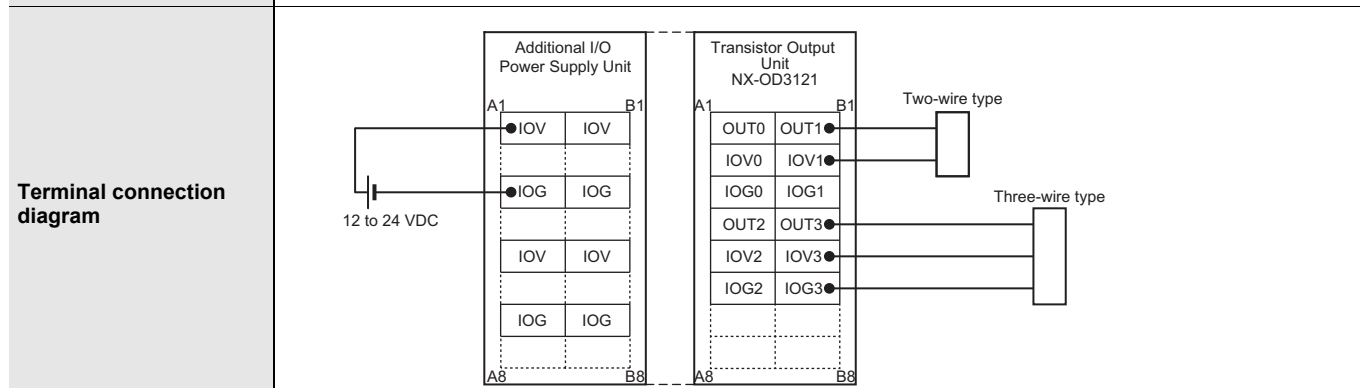 Terminal connection
diagram
12 to 24 VDC
Additional I/O
Power Supply Unit
A1 B1
IOV IOV
IOG IOG
IOV IOV
IOG IOG
A8 B8
Transistor Output
Unit
NX-OD3121
A1 B1
OUT0 OUT1
IOV0 IOV1
IOG0 IOG1
OUT2 OUT3
IOV2 IOV3
IOG2 IOG3
A8 B8
Two-wire type
Three-wire type